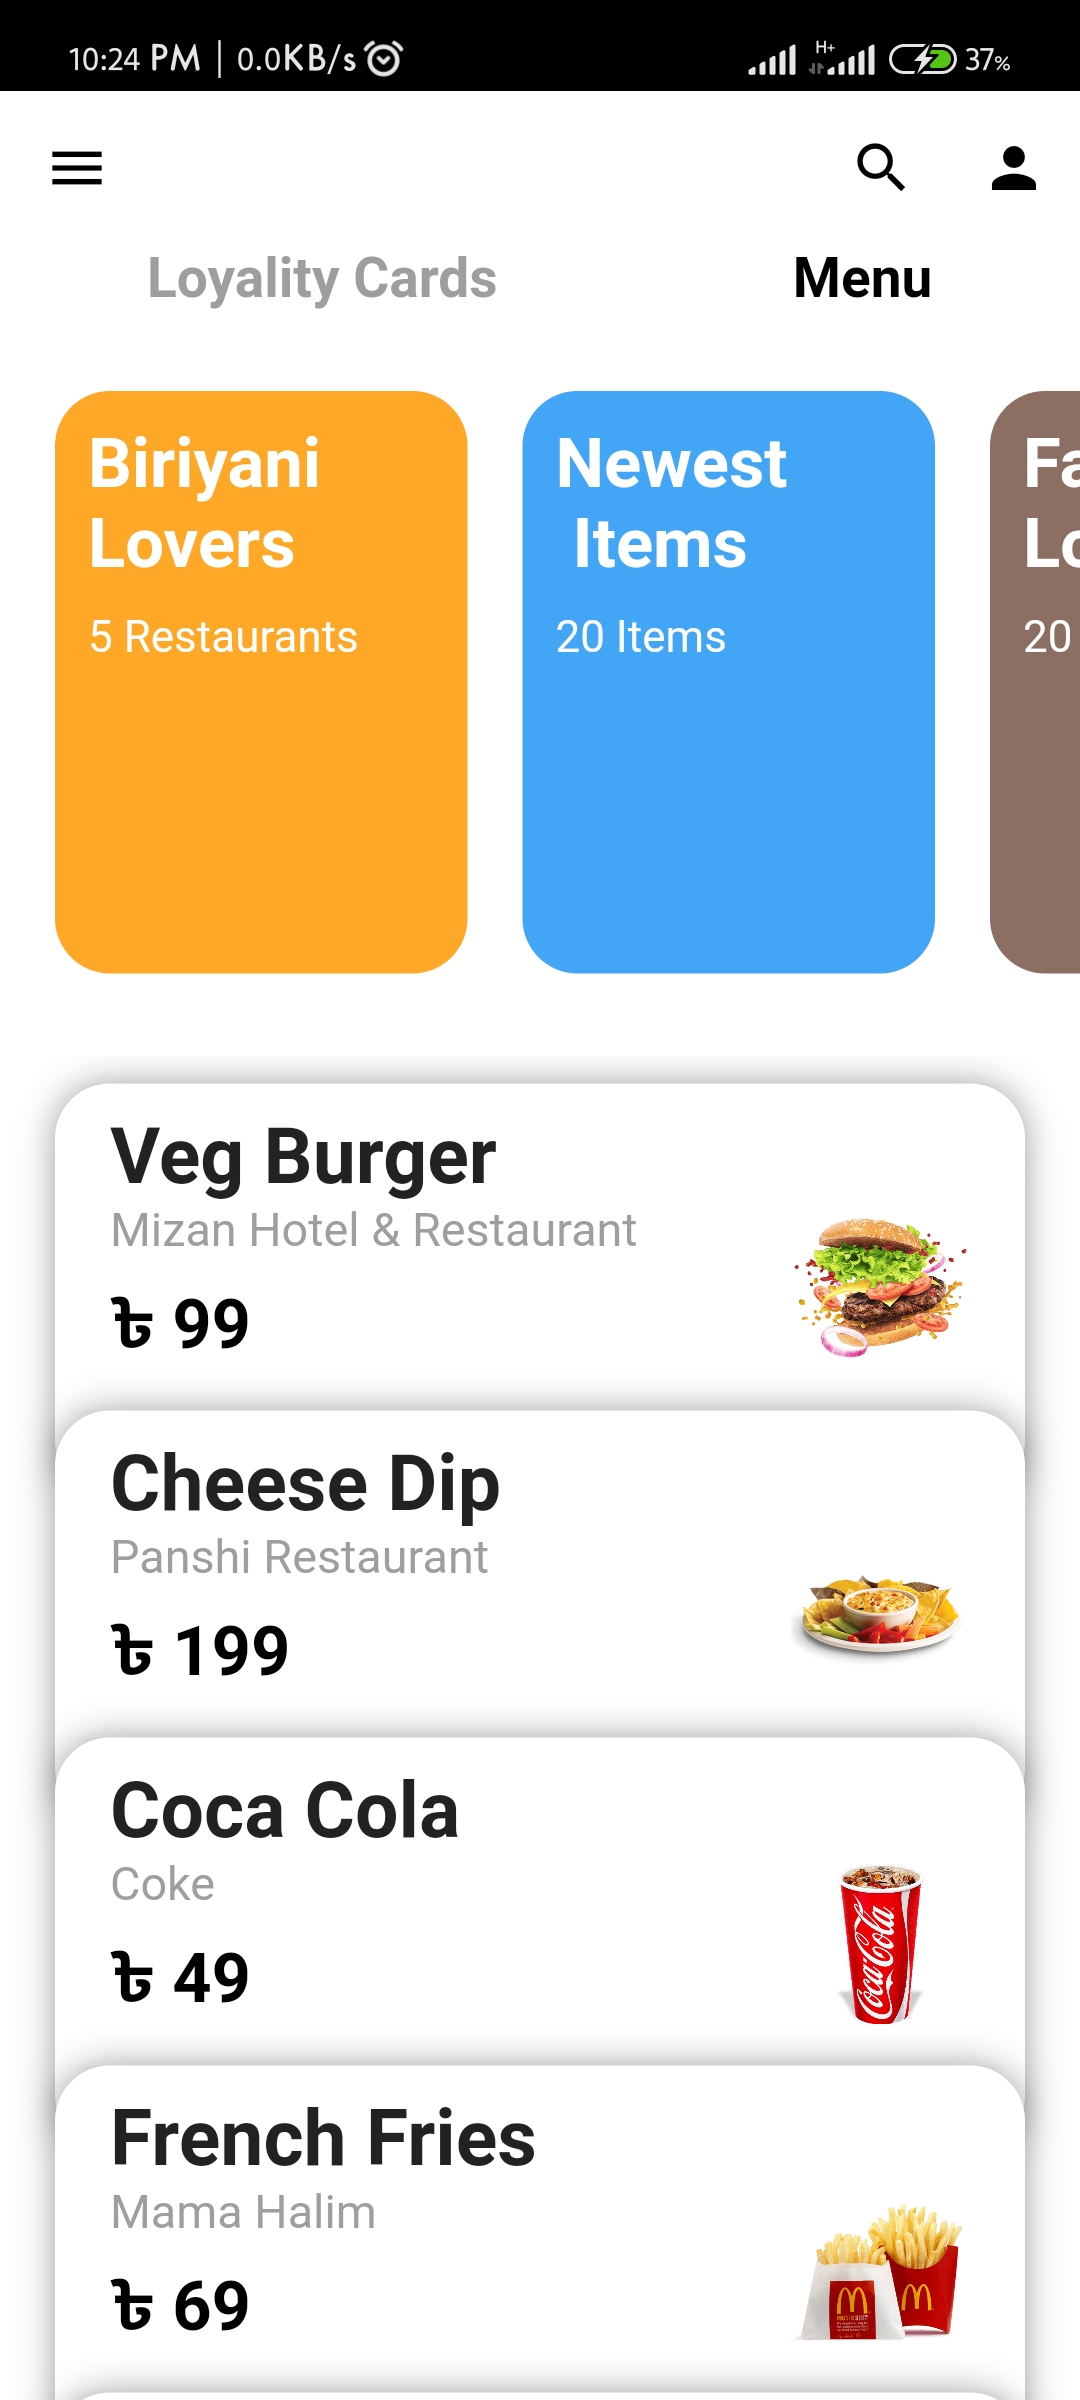 10:24 PM | 0.0KB/s H+ 37%
Loyality Cards Menu
Biriyani
Lovers
5 Restaurants
Newest
Items
20 Items
Fa
Lo
20
Veg Burger
Mizan Hotel & Restaurant
৳ 99
Cheese Dip
Panshi Restaurant
৳ 199
Coca Cola
Coke
৳ 49
Coca-Cola
French Fries
Mama Halim
৳ 69